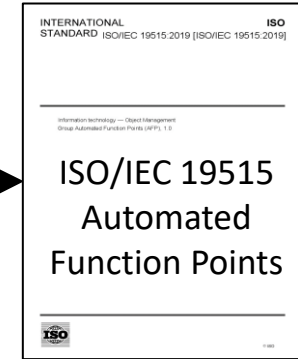 INTERNATIONAL
ISO
STANDARD ISO/IEC 19515:2019 [ISO/IEC 19515:2019]
Information technology — Object Management
Group Automated Function Points (AFP), 1.0
ISO/IEC 19515
Automated
Function Points
ISO